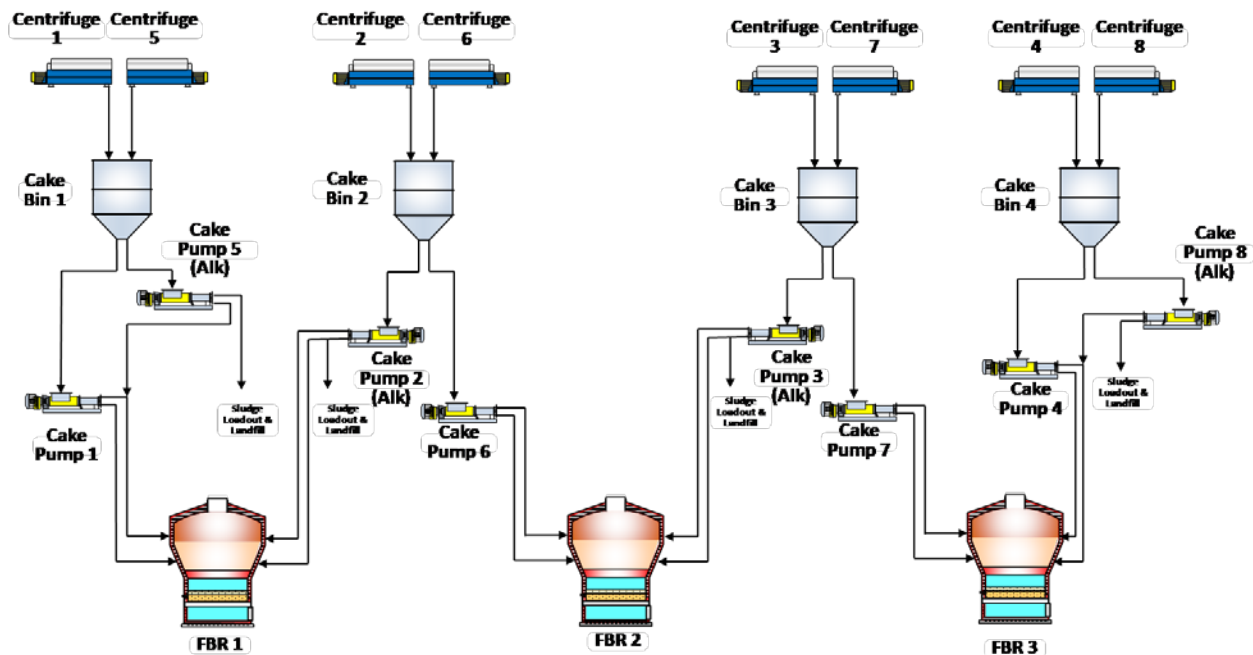 Centrifuge
1
Centrifuge
5
Centrifuge
2
Centrifuge
6
Centrifuge
3
Centrifuge
7
Centrifuge
4
Centrifuge
8
Cake
Bin 1
Cake
Bin 2
Cake
Bin 3
Cake
Bin 4
Cake
Pump 5
(Alk)
Cake
Pump 8
(Alk)
Cake
Pump 2
(Alk)
Cake
Pump 3
(Alk)
Cake
Pump 4
Sludge
Loadout &
Landfill
Sludge
Loadout &
Landfill
Sludge
Loadout &
Landfill
Sludge
Loadout &
Landfill
Cake
Pump 1
Cake
Pump 6
Cake
Pump 7
FBR 1
FBR 2
FBR 3